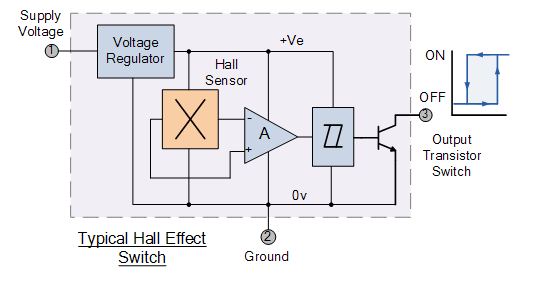 Supply
Voltage
1
Voltage
Regulator
+Ve
Hall
Sensor
-
+
A
ON
OFF
3
Output
Transistor
Switch
0v
2
Ground
Typical Hall Effect
Switch